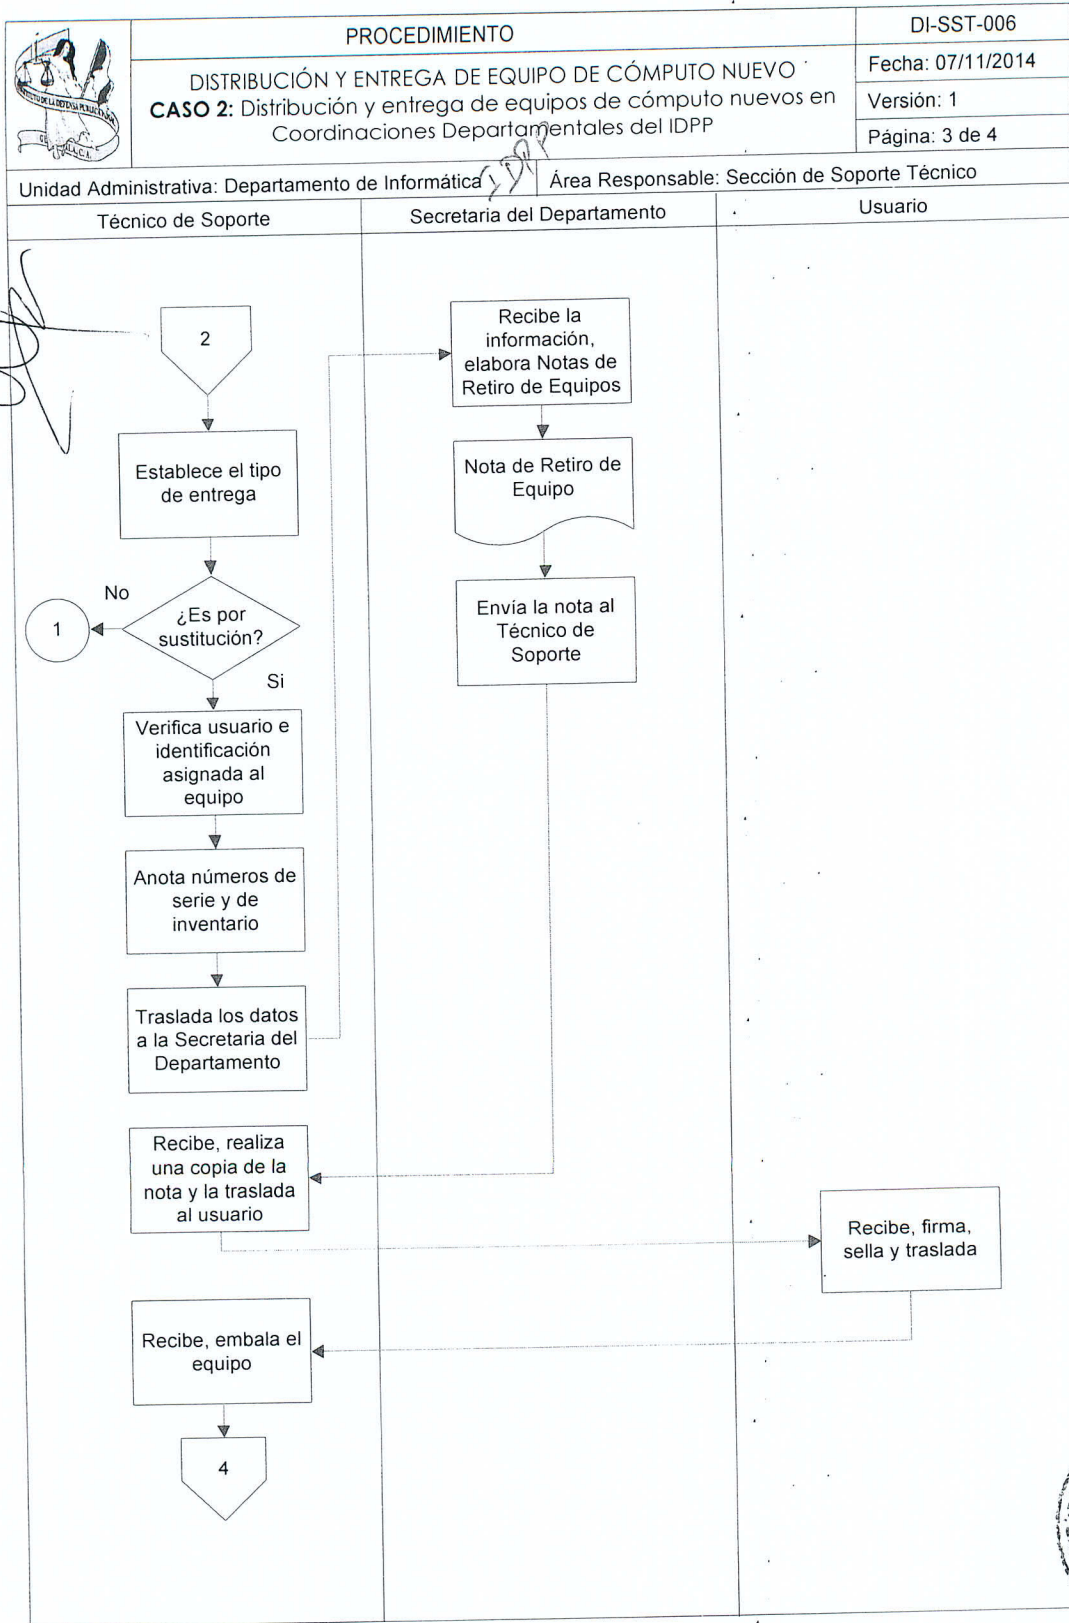 PROCEDIMIENTO
DI-SST-006
DISTRIBUCIÓN Y ENTREGA DE EQUIPO DE CÓMPUTO NUEVO
CASO 2: Distribución y entrega de equipos de cómputo nuevos en
Coordinaciones Departamentales del IDPP
Fecha: 07/11/2014
Versión: 1
Página: 3 de 4
Unidad Administrativa: Departamento de Informática
IDPP
Área Responsable: Sección de Soporte Técnico
Técnico de Soporte
Secretaria del Departamento
Usuario
2
Establece el tipo
de entrega
¿Es por
sustitución?
No
1
Si
Verifica usuario e
identificación
asignada al
equipo
Anota números de
serie y de
inventario
Traslada los datos
a la Secretaria del
Departamento
Recibe la
información,
elabora Notas de
Retiro de Equipos
Nota de Retiro de
Equipo
Envía la nota al
Técnico de
Soporte
Recibe, realiza
una copia de la
nota y la traslada
al usuario
Recibe, firma,
sella y traslada
Recibe, embala el
equipo
4